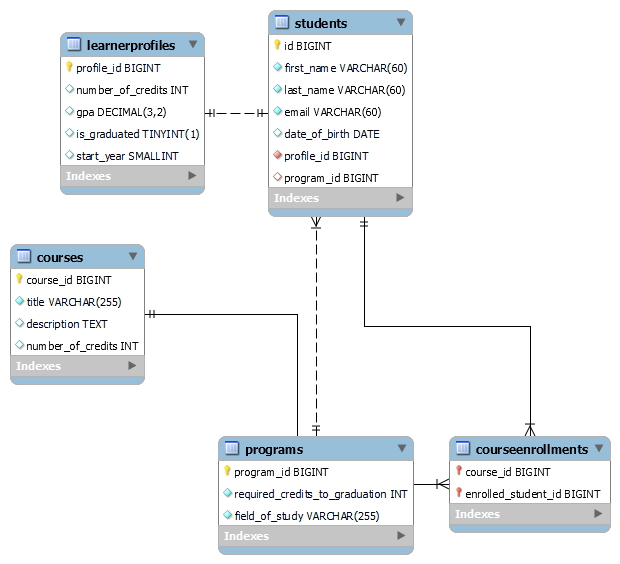 students
id BIGINT
first_name VARCHAR(60)
last_name VARCHAR(60)
email VARCHAR(60)
date_of_birth DATE
profile_id BIGINT
program_id BIGINT
Indexes
learnerprofiles
profile_id BIGINT
number_of_credits INT
gpa DECIMAL(3,2)
is_graduated TINYINT(1)
start_year SMALLINT
Indexes
courses
course_id BIGINT
title VARCHAR(255)
description TEXT
number_of_credits INT
Indexes
programs
program_id BIGINT
required_credits_to_graduation INT
field_of_study VARCHAR(255)
Indexes
courseenrollments
course_id BIGINT
enrolled_student_id BIGINT
Indexes